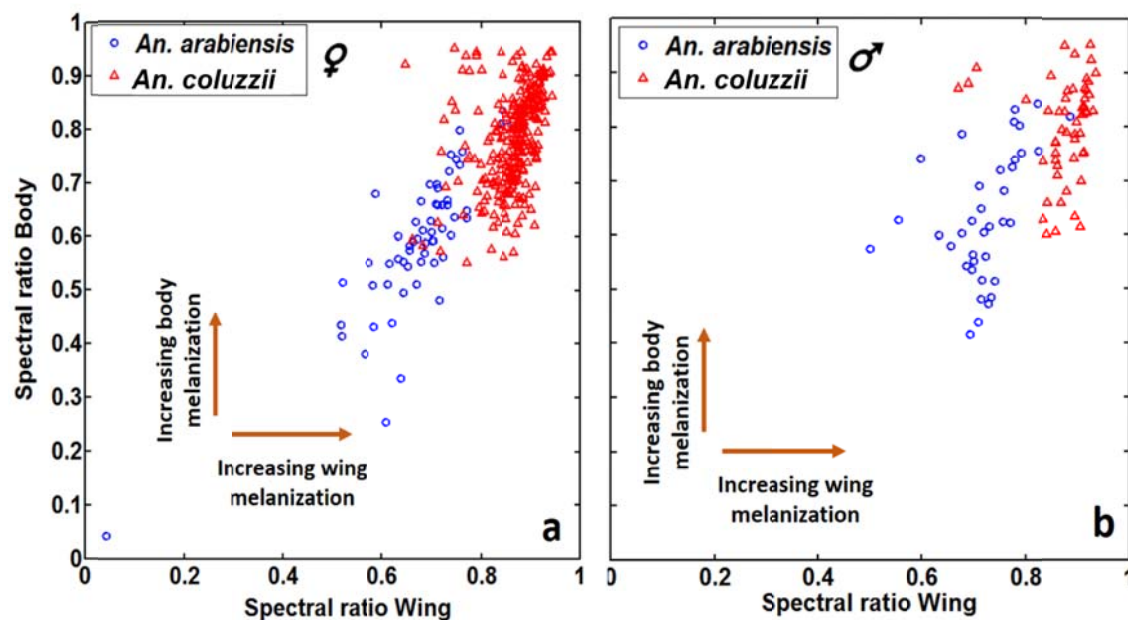 An. arabiensis
An. coluzzii
♀
Spectral ratio Body
1
0.9
0.8
0.7
0.6
0.5
0.4
0.3
0.2
0.1
0
Increasing body
melanization
Increasing wing
melanization
a
0
0.2
0.4
0.6
0.8
1
Spectral ratio Wing
An. arabiensis
An. coluzzii
♂
Increasing body
melanization
Increasing wing
melanization
b
0
0.2
0.4
0.6
0.8
1
Spectral ratio Wing